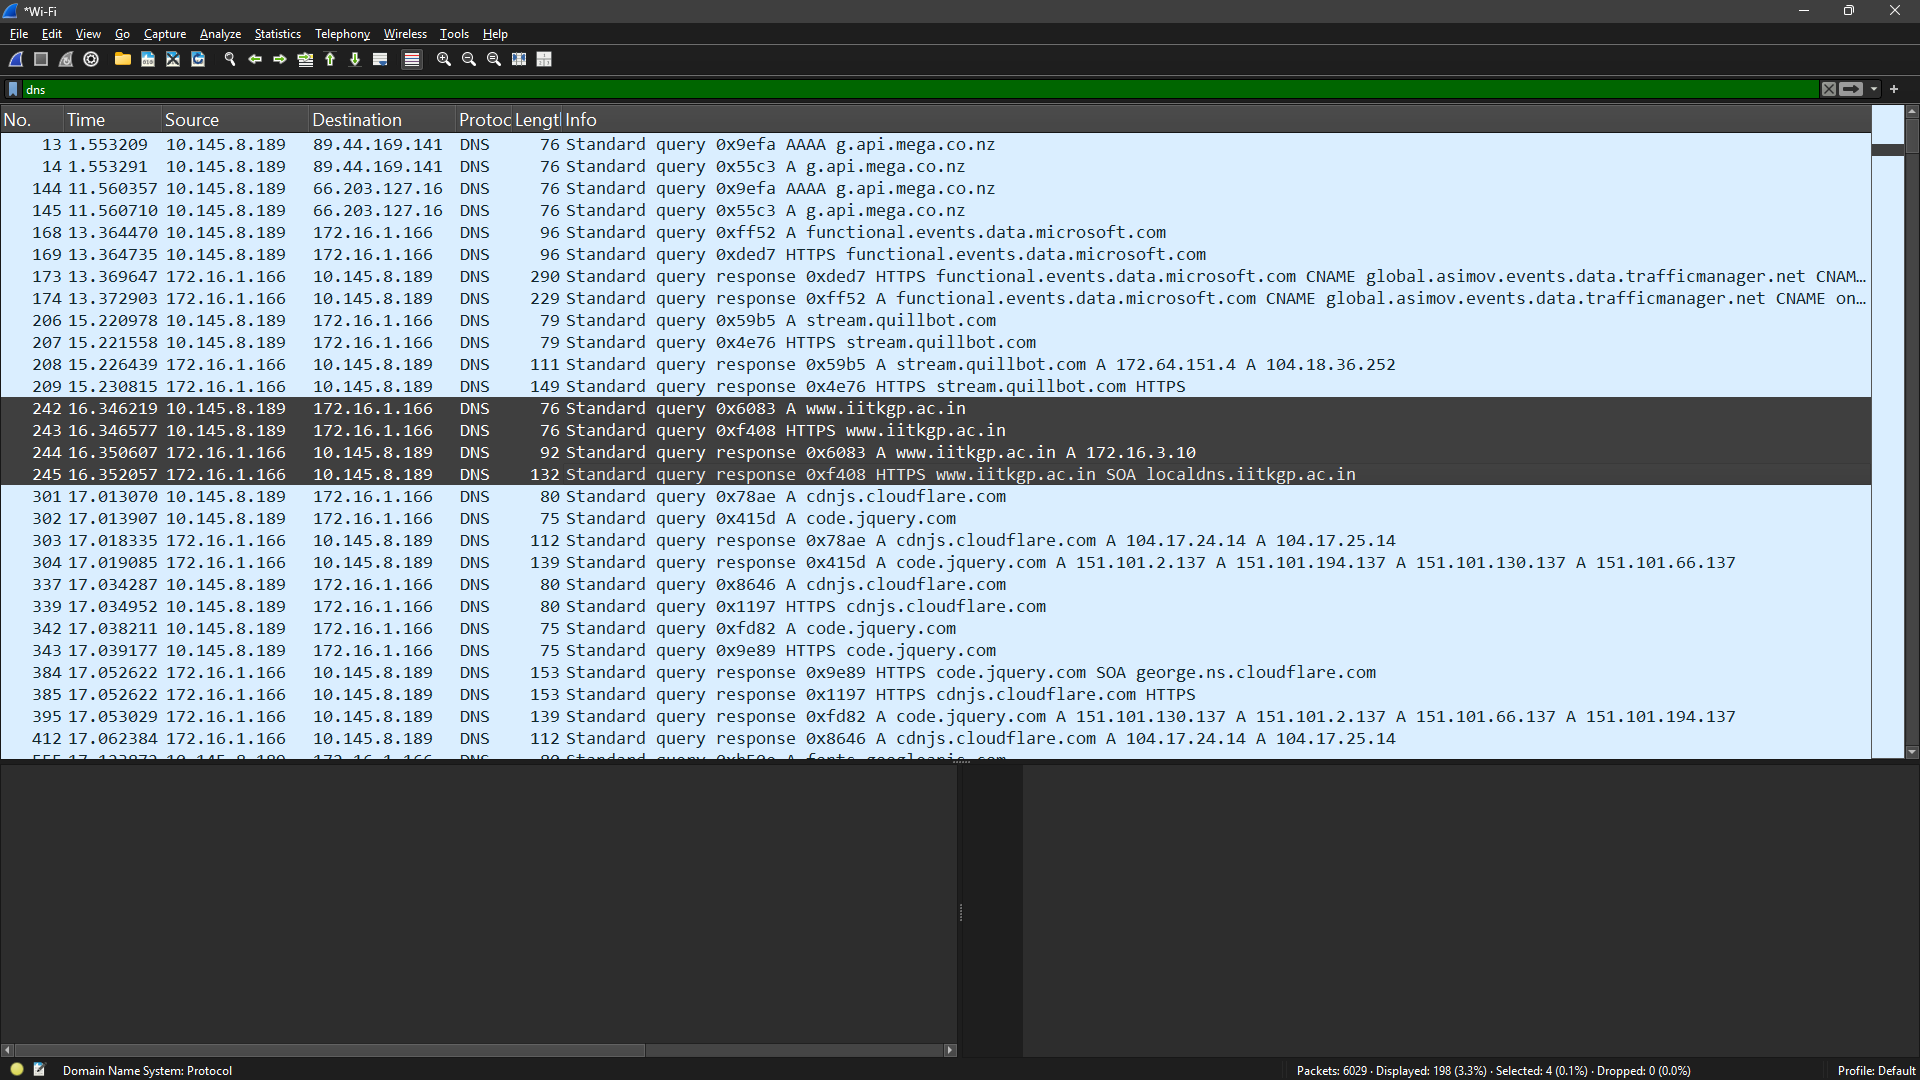 *Wi-Fi
File Edit View Go Capture Analyze Statistics Telephony Wireless Tools Help
dns
No. Time Source Destination Protoc Lengtl Info
13 1.553209 10.145.8.189 89.44.169.141 DNS 76 Standard query 0x9efa AAAA g.api.mega.co.nz
14 1.553291 10.145.8.189 89.44.169.141 DNS 76 Standard query 0x55c3 A g.api.mega.co.nz
144 11.560357 10.145.8.189 66.203.127.16 DNS 76 Standard query 0x9efa AAAA g.api.mega.co.nz
145 11.560710 10.145.8.189 66.203.127.16 DNS 76 Standard query 0x55c3 A g.api.mega.co.nz
168 13.364470 10.145.8.189 172.16.1.166 DNS 96 Standard query 0xff52 A functional.events.data.microsoft.com
169 13.364735 10.145.8.189 172.16.1.166 DNS 96 Standard query 0xded7 HTTPS functional.events.data.microsoft.com
173 13.369647 172.16.1.166 10.145.8.189 DNS 290 Standard query response 0xded7 HTTPS functional.events.data.microsoft.com CNAME global.asimov.events.data.trafficmanager.net CNAM…
174 13.372903 172.16.1.166 10.145.8.189 DNS 229 Standard query response 0xff52 A functional.events.data.microsoft.com CNAME global.asimov.events.data.trafficmanager.net CNAME on…
206 15.220978 10.145.8.189 172.16.1.166 DNS 79 Standard query 0x59b5 A stream.quillbot.com
207 15.221558 10.145.8.189 172.16.1.166 DNS 79 Standard query 0x4e76 HTTPS stream.quillbot.com
208 15.226439 172.16.1.166 10.145.8.189 DNS 111 Standard query response 0x59b5 A stream.quillbot.com A 172.64.151.4 A 104.18.36.252
209 15.230815 172.16.1.166 10.145.8.189 DNS 149 Standard query response 0x4e76 HTTPS stream.quillbot.com HTTPS
242 16.346219 10.145.8.189 172.16.1.166 DNS 76 Standard query 0x6083 A www.iitkgp.ac.in
243 16.346577 10.145.8.189 172.16.1.166 DNS 76 Standard query 0xf408 HTTPS www.iitkgp.ac.in
244 16.350607 172.16.1.166 10.145.8.189 DNS 92 Standard query response 0x6083 A www.iitkgp.ac.in A 172.16.3.10
245 16.352057 172.16.1.166 10.145.8.189 DNS 132 Standard query response 0xf408 HTTPS www.iitkgp.ac.in SOA localdns.iitkgp.ac.in
301 17.013070 10.145.8.189 172.16.1.166 DNS 80 Standard query 0x78ae A cdnjs.cloudflare.com
302 17.013907 10.145.8.189 172.16.1.166 DNS 75 Standard query 0x415d A code.jquery.com
303 17.018335 172.16.1.166 10.145.8.189 DNS 112 Standard query response 0x78ae A cdnjs.cloudflare.com A 104.17.24.14 A 104.17.25.14
304 17.019085 172.16.1.166 10.145.8.189 DNS 139 Standard query response 0x415d A code.jquery.com A 151.101.2.137 A 151.101.194.137 A 151.101.130.137 A 151.101.66.137
337 17.034287 10.145.8.189 172.16.1.166 DNS 80 Standard query 0x8646 A cdnjs.cloudflare.com
339 17.034952 10.145.8.189 172.16.1.166 DNS 80 Standard query 0x1197 HTTPS cdnjs.cloudflare.com
342 17.038211 10.145.8.189 172.16.1.166 DNS 75 Standard query 0xfd82 A code.jquery.com
343 17.039177 10.145.8.189 172.16.1.166 DNS 75 Standard query 0x9e89 HTTPS code.jquery.com
384 17.052622 172.16.1.166 10.145.8.189 DNS 153 Standard query response 0x9e89 HTTPS code.jquery.com SOA george.ns.cloudflare.com
385 17.052622 172.16.1.166 10.145.8.189 DNS 153 Standard query response 0x1197 HTTPS cdnjs.cloudflare.com HTTPS
395 17.053029 172.16.1.166 10.145.8.189 DNS 139 Standard query response 0xfd82 A code.jquery.com A 151.101.130.137 A 151.101.2.137 A 151.101.66.137 A 151.101.194.137
412 17.062384 172.16.1.166 10.145.8.189 DNS 112 Standard query response 0x8646 A cdnjs.cloudflare.com A 104.17.24.14 A 104.17.25.14
Domain Name System: Protocol Packets: 6029 · Displayed: 198 (3.3%) · Selected: 4 (0.1%) · Dropped: 0 (0.0%) Profile: Default